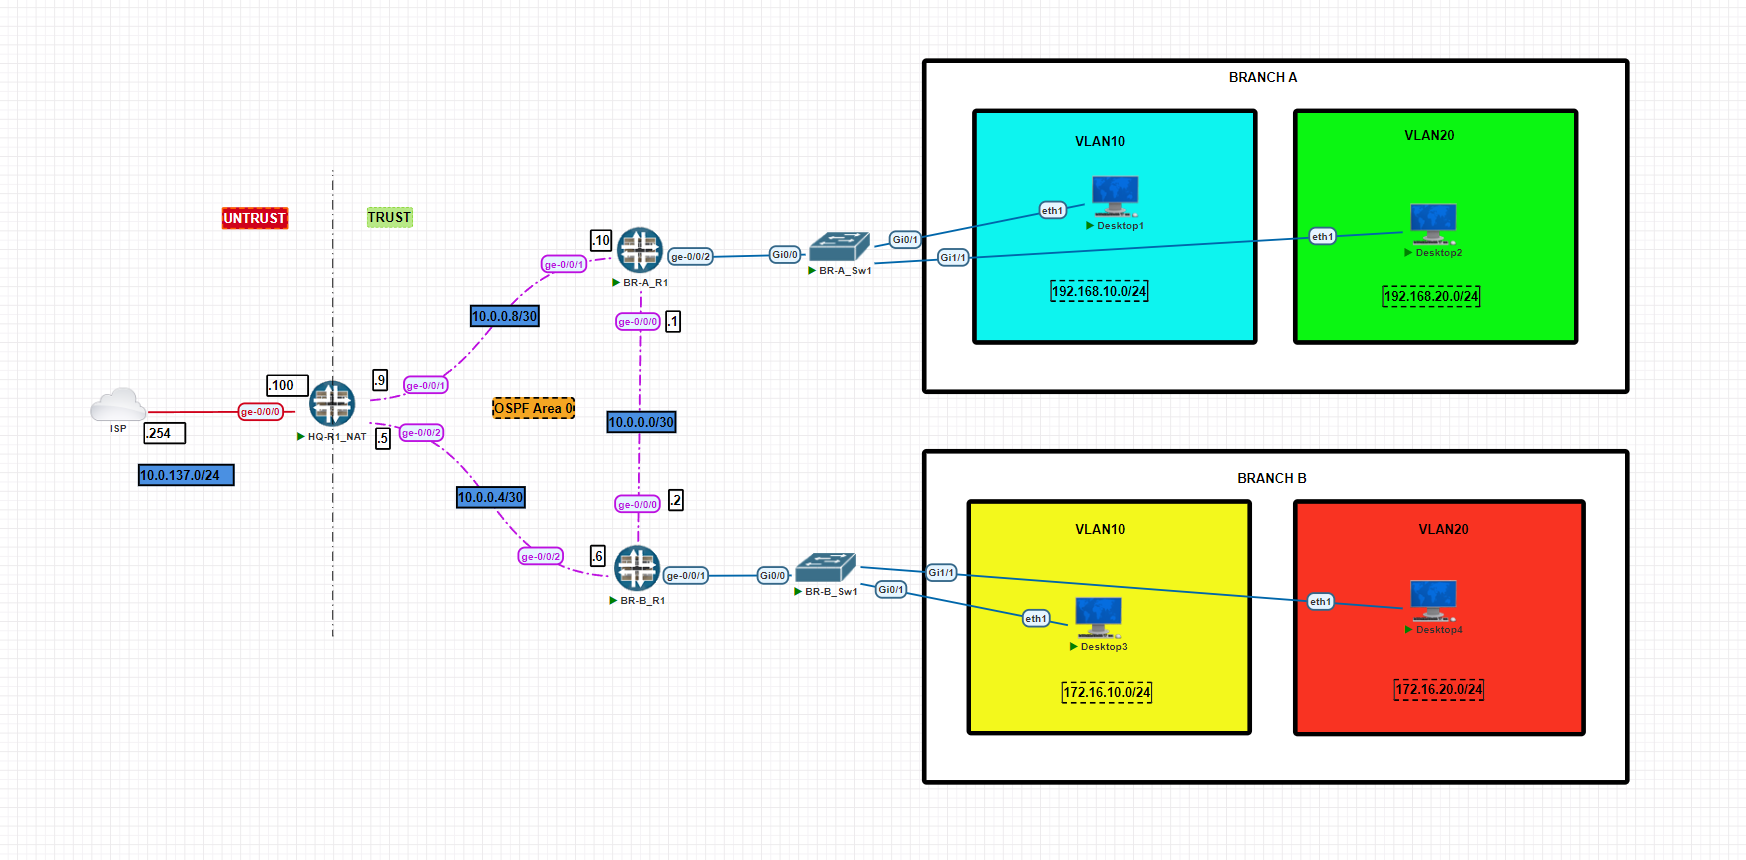 BRANCH A
VLAN10
VLAN20
UNTRUST
TRUST
eth1
Desktop1
eth1
Desktop2
.10
ge-0/0/1
BR-A_R1
ge-0/0/2
Gi0/0
BR-A_Sw1
Gi0/1
Gi1/1
192.168.10.0/24
192.168.20.0/24
10.0.0.8/30
ge-0/0/0
.1
.100
.9
ge-0/0/1
ISP
.254
ge-0/0/0
HQ-R1_NAT
.5
ge-0/0/2
OSPF Area 0
10.0.0.0/30
10.0.137.0/24
10.0.0.4/30
ge-0/0/0
.2
BRANCH B
VLAN10
VLAN20
ge-0/0/2
.6
BR-B_R1
ge-0/0/1
Gi0/0
BR-B_Sw1
Gi1/1
Gi0/1
eth1
Desktop3
eth1
Desktop4
172.16.10.0/24
172.16.20.0/24